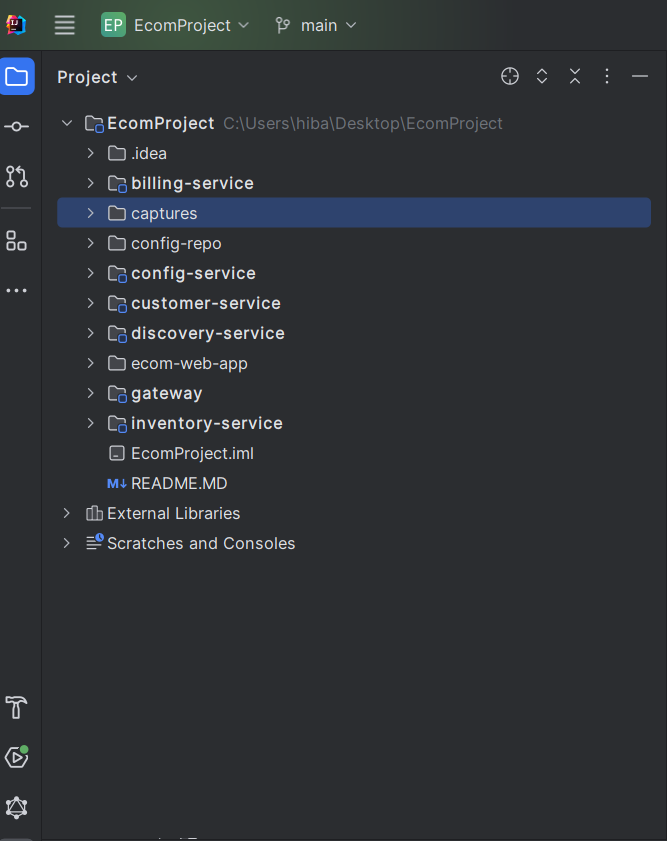 EP EcomProject main
Project
EcomProject C:\Users\hiba\Desktop\EcomProject
.idea
billing-service
captures
config-repo
config-service
customer-service
discovery-service
ecom-web-app
gateway
inventory-service
EcomProject.iml
M↓ README.MD
External Libraries
Scratches and Consoles